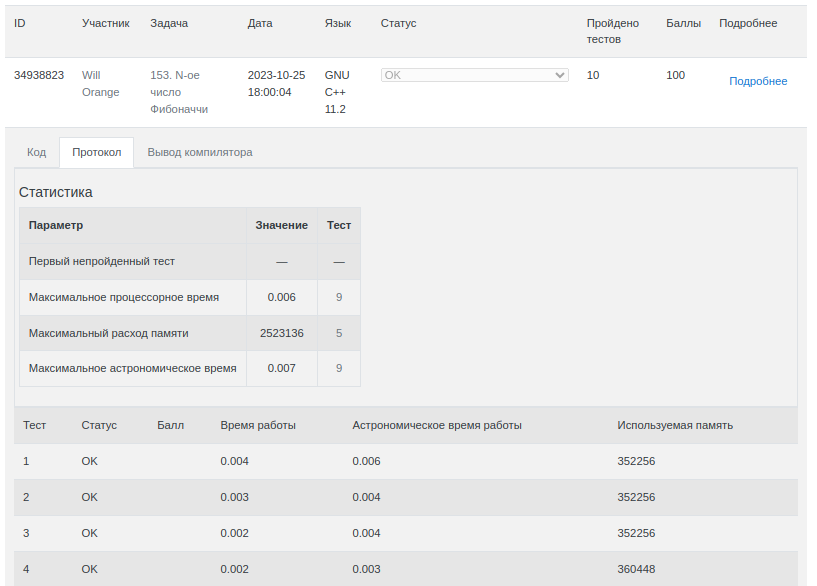 ID Участник Задача Дата Язык Статус Пройдено Баллы Подробнее
тестов
34938823 Will 153. N-ое 2023-10-25 GNU OK 10 100 Подробнее
Orange число 18:00:04 C++
Фибоначчи 11.2
Код Протокол Вывод компилятора
Статистика
Параметр Значение Тест
Первый непройденный тест — —
Максимальное процессорное время 0.006 9
Максимальный расход памяти 2523136 5
Максимальное астрономическое время 0.007 9
Тест Статус Балл Время работы Астрономическое время работы Используемая память
1 OK 0.004 0.006 352256
2 OK 0.003 0.004 352256
3 OK 0.002 0.004 352256
4 OK 0.002 0.003 360448